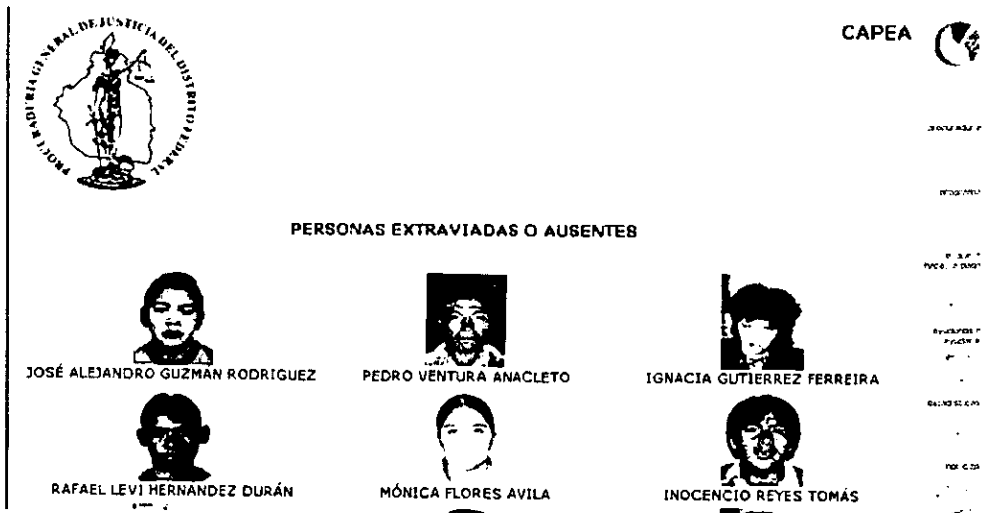 PROCURADURIA GENERAL DE JUSTICIA DEL DISTRITO FEDERAL
CAPEA
PERSONAS EXTRAVIADAS O AUSENTES
JOSÉ ALEJANDRO GUZMÁN RODRIGUEZ
PEDRO VENTURA ANACLETO
IGNACIA GUTIERREZ FERREIRA
RAFAEL LEVI HERNANDEZ DURÁN
MÓNICA FLORES AVILA
INOCENCIO REYES TOMÁS